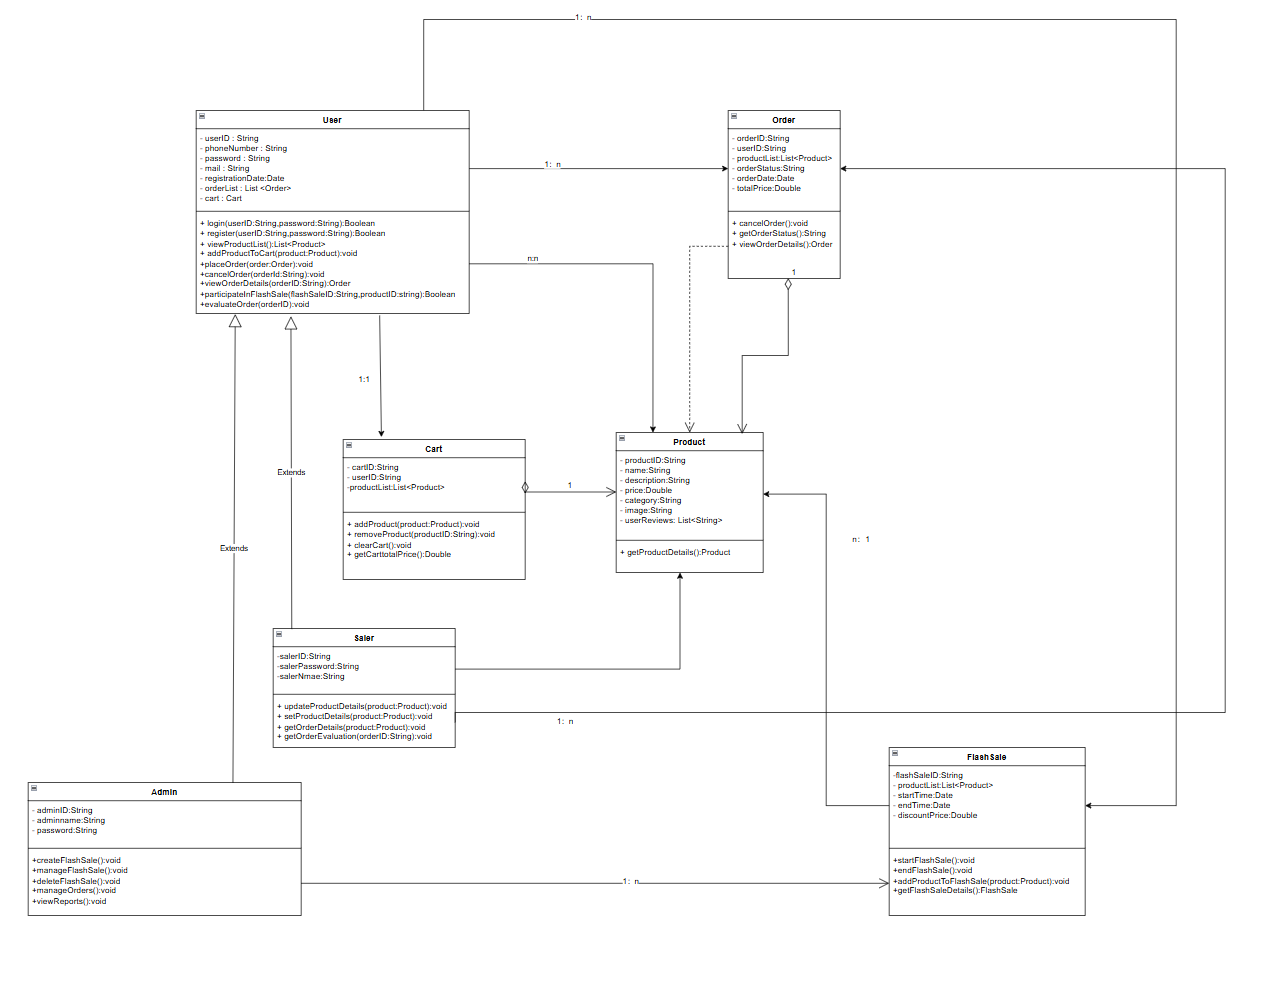 1: n
User
- userID : String
- phoneNumber : String
- password : String
- mail : String
- registrationDate:Date
- orderList : List <Order>
- cart : Cart
+ login(userID:String,password:String):Boolean
+ register(userID:String,password:String):Boolean
+ viewProductList():List<Product>
+ addProductToCart(product:Product):void
+placeOrder(order:Order):void
+cancelOrder(orderId:String):void
+viewOrderDetails(orderID:String):Order
+participateInFlashSale(flashSaleID:String,productID:string):Boolean
+evaluateOrder(orderID):void
1: n
n:n
Order
- orderID:String
- userID:String
- productList:List<Product>
- orderStatus:String
- orderDate:Date
- totalPrice:Double
+ cancelOrder():void
+ getOrderStatus():String
+ viewOrderDetails():Order
1
1:1
Extends
Extends
Cart
- cartID:String
- userID:String
-productList:List<Product>
+ addProduct(product:Product):void
+ removeProduct(productID:String):void
+ clearCart():void
+ getCarttotalPrice():Double
1
Product
- productID:String
- name:String
- description:String
- price:Double
- category:String
- image:String
- userReviews: List<String>
+ getProductDetails():Product
n: 1
Saler
-salerID:String
-salerPassword:String
-salerNmae:String
+ updateProductDetails(product:Product):void
+ setProductDetails(product:Product):void
+ getOrderDetails(product:Product):void
+ getOrderEvaluation(orderID:String):void
1: n
Admin
- adminID:String
- adminname:String
- password:String
+createFlashSale():void
+manageFlashSale():void
+deleteFlashSale():void
+manageOrders():void
+viewReports():void
1: n
FlashSale
-flashSaleID:String
- productList:List<Product>
- startTime:Date
- endTime:Date
- discountPrice:Double
+startFlashSale():void
+endFlashSale():void
+addProductToFlashSale(product:Product):void
+getFlashSaleDetails():FlashSale